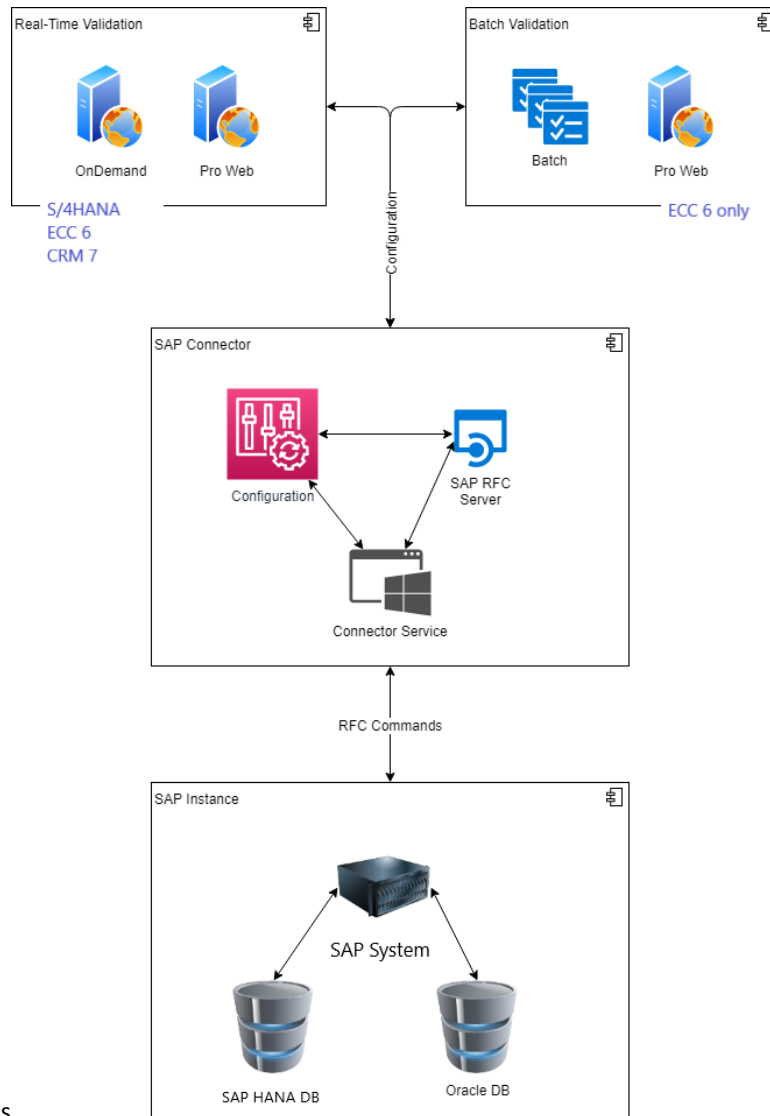 Real-Time Validation
Batch Validation
OnDemand
Pro Web
Batch
Pro Web
S/4HANA
ECC 6
CRM 7
ECC 6 only
Configuration
SAP Connector
Configuration
SAP RFC
Server
Connector Service
RFC Commands
SAP Instance
SAP System
SAP HANA DB
Oracle DB
s